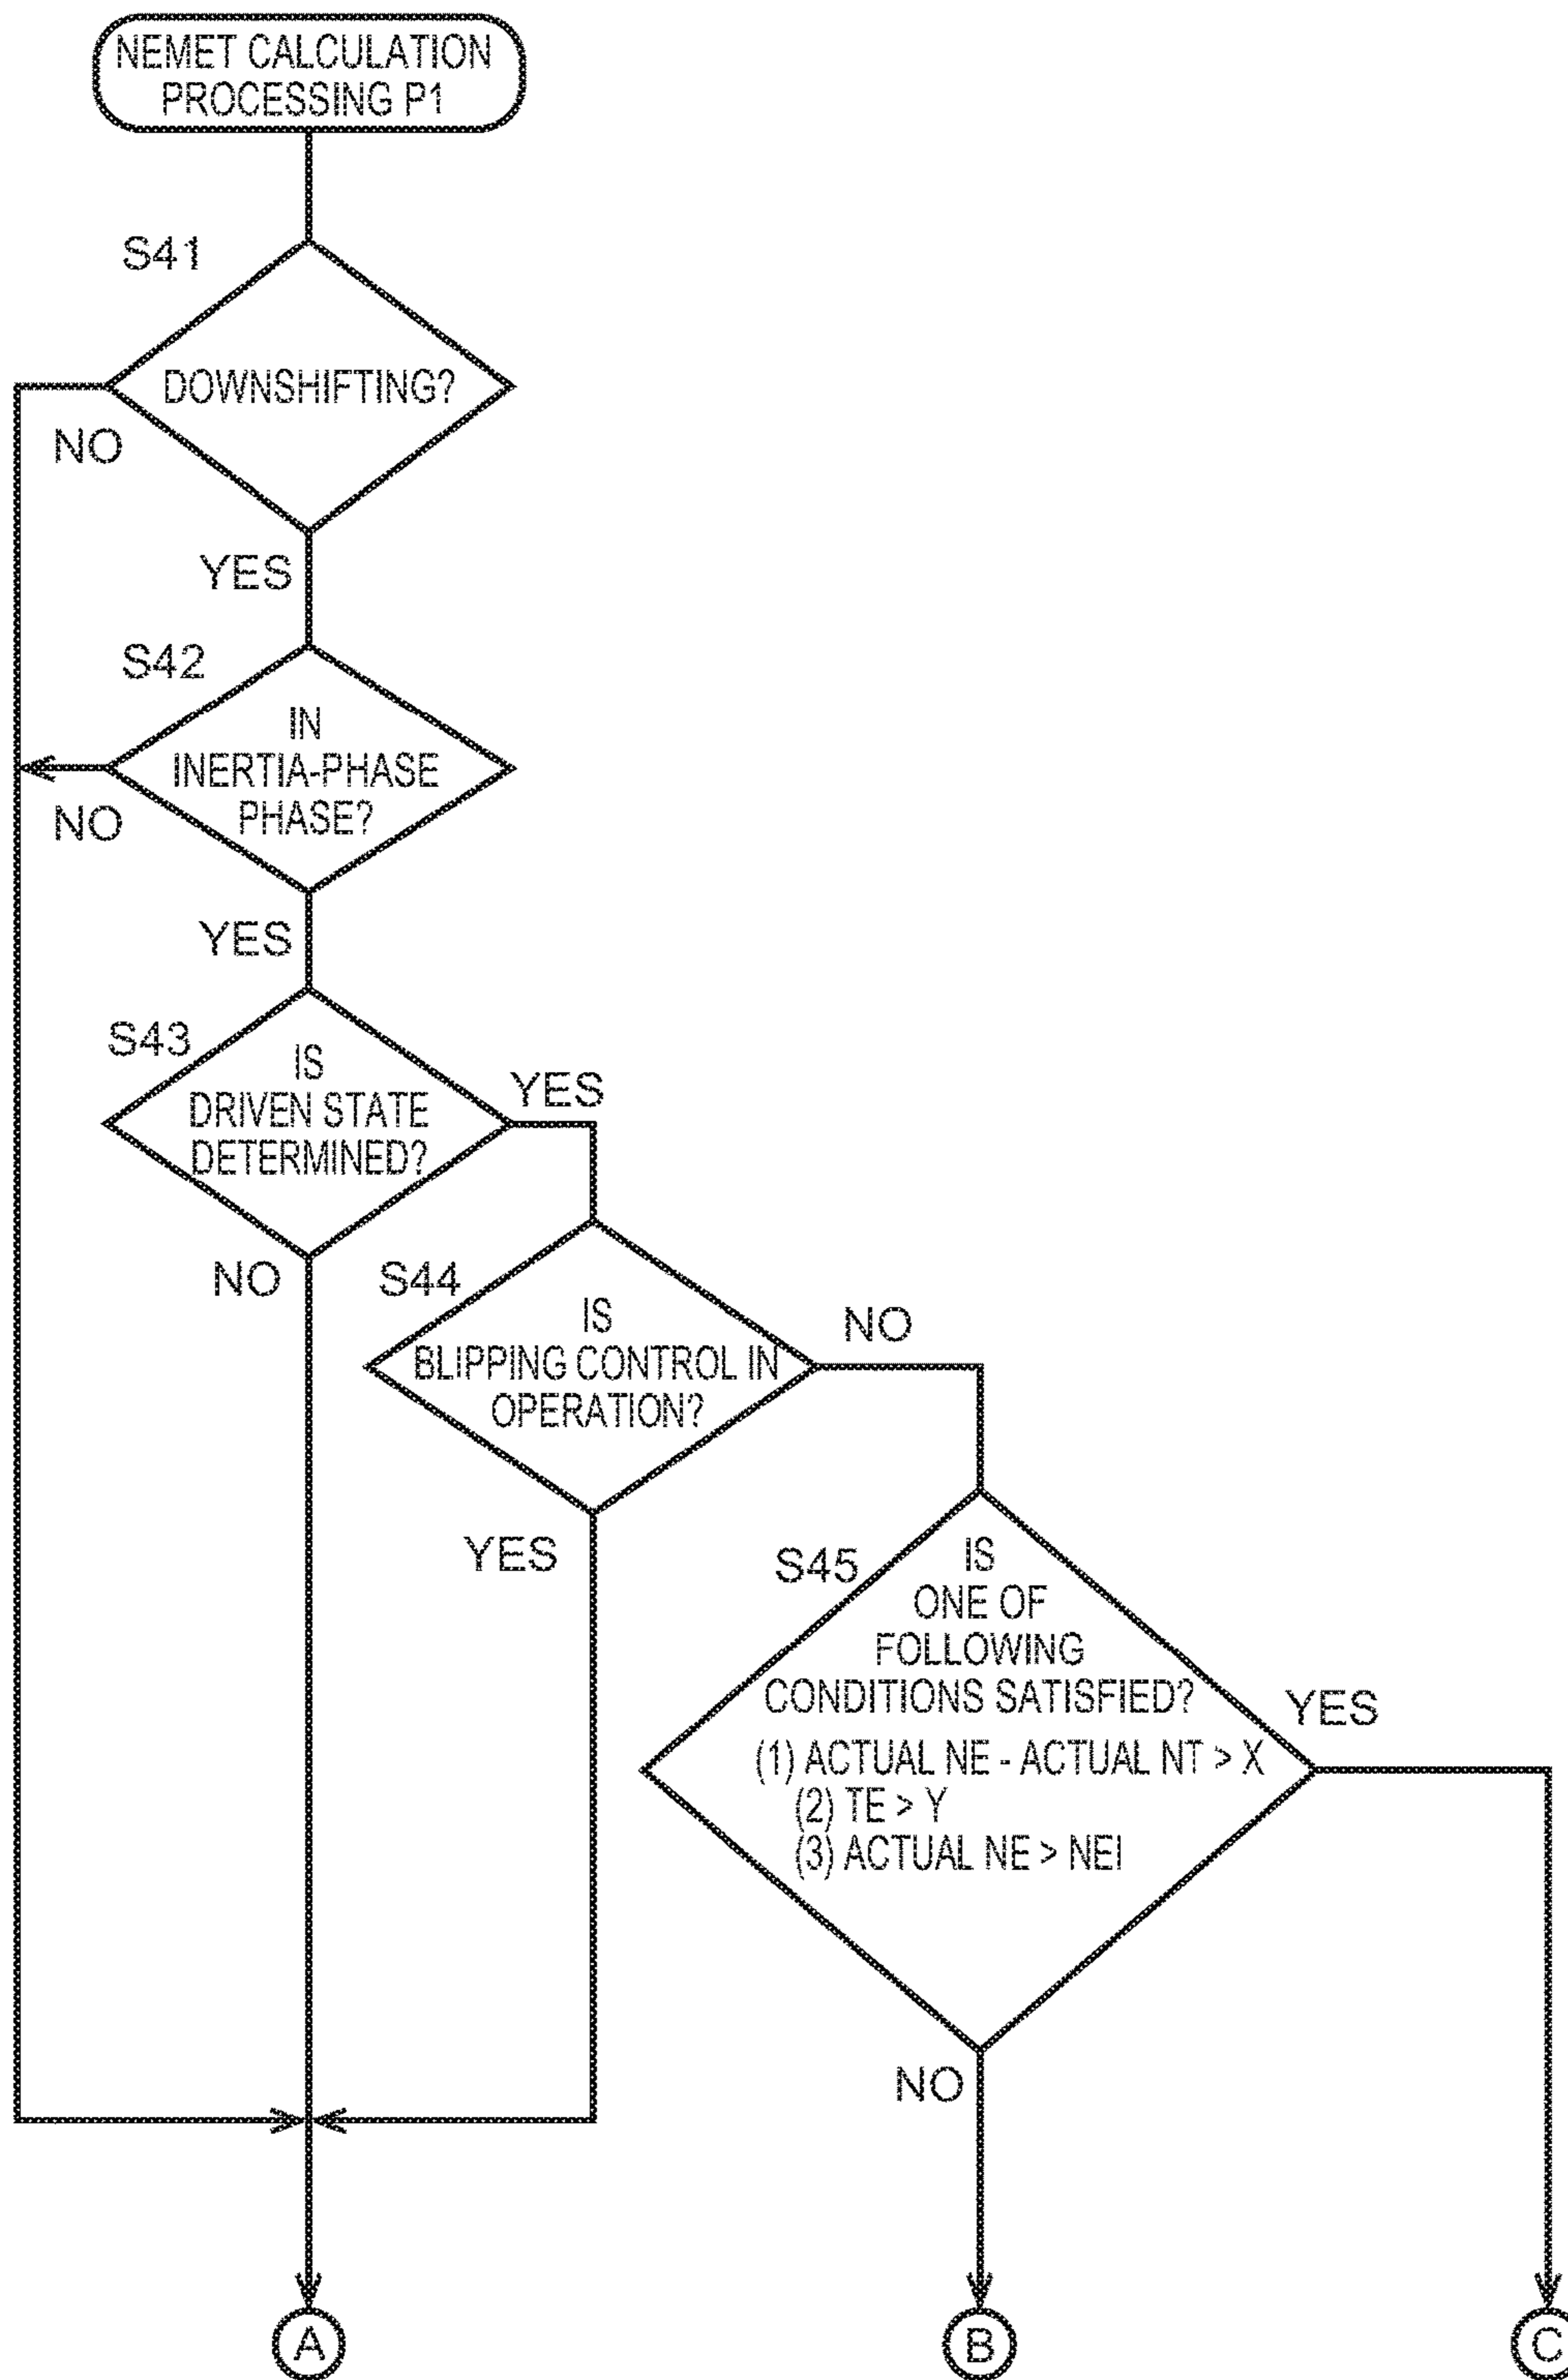 NEMET CALCULATION
PROCESSING P1
S41
DOWNSHIFTING?
NO
YES
S42
IN
INERTIA-PHASE
PHASE?
NO
YES
S43
IS
DRIVEN STATE
DETERMINED?
YES
NO
S44
IS
BLIPPING CONTROL IN
OPERATION?
NO
YES
S45
IS
ONE OF
FOLLOWING
CONDITIONS SATISFIED?
YES
(1) ACTUAL NE - ACTUAL NT > X
(2) TE > Y
(3) ACTUAL NE > NEI
NO
A
B
C